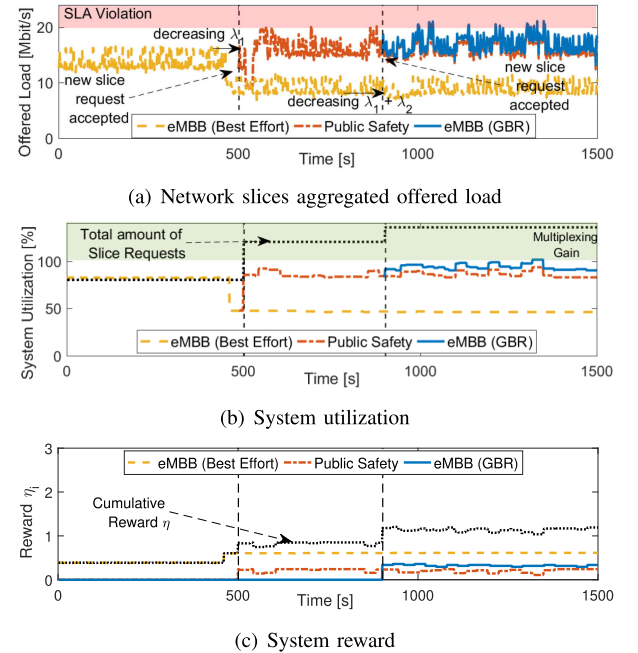 SLA Violation
20
15
10
5
0
Offered Load [Mbit/s]
decreasing λ
new slice
request
accepted
decreasing λ1 + λ2
new slice
request
accepted
eMBB (Best Effort) Public Safety eMBB (GBR)
0 500 1000 1500
Time [s]
(a) Network slices aggregated offered load
Total amount of
Slice Requests
Multiplexing
Gain
100
50
0
System Utilization [%]
eMBB (Best Effort) Public Safety eMBB (GBR)
0 500 1000 1500
Time [s]
(b) System utilization
3
2
1
0
Reward ηi
eMBB (Best Effort) Public Safety eMBB (GBR)
Cumulative
Reward η
0 500 1000 1500
Time [s]
(c) System reward